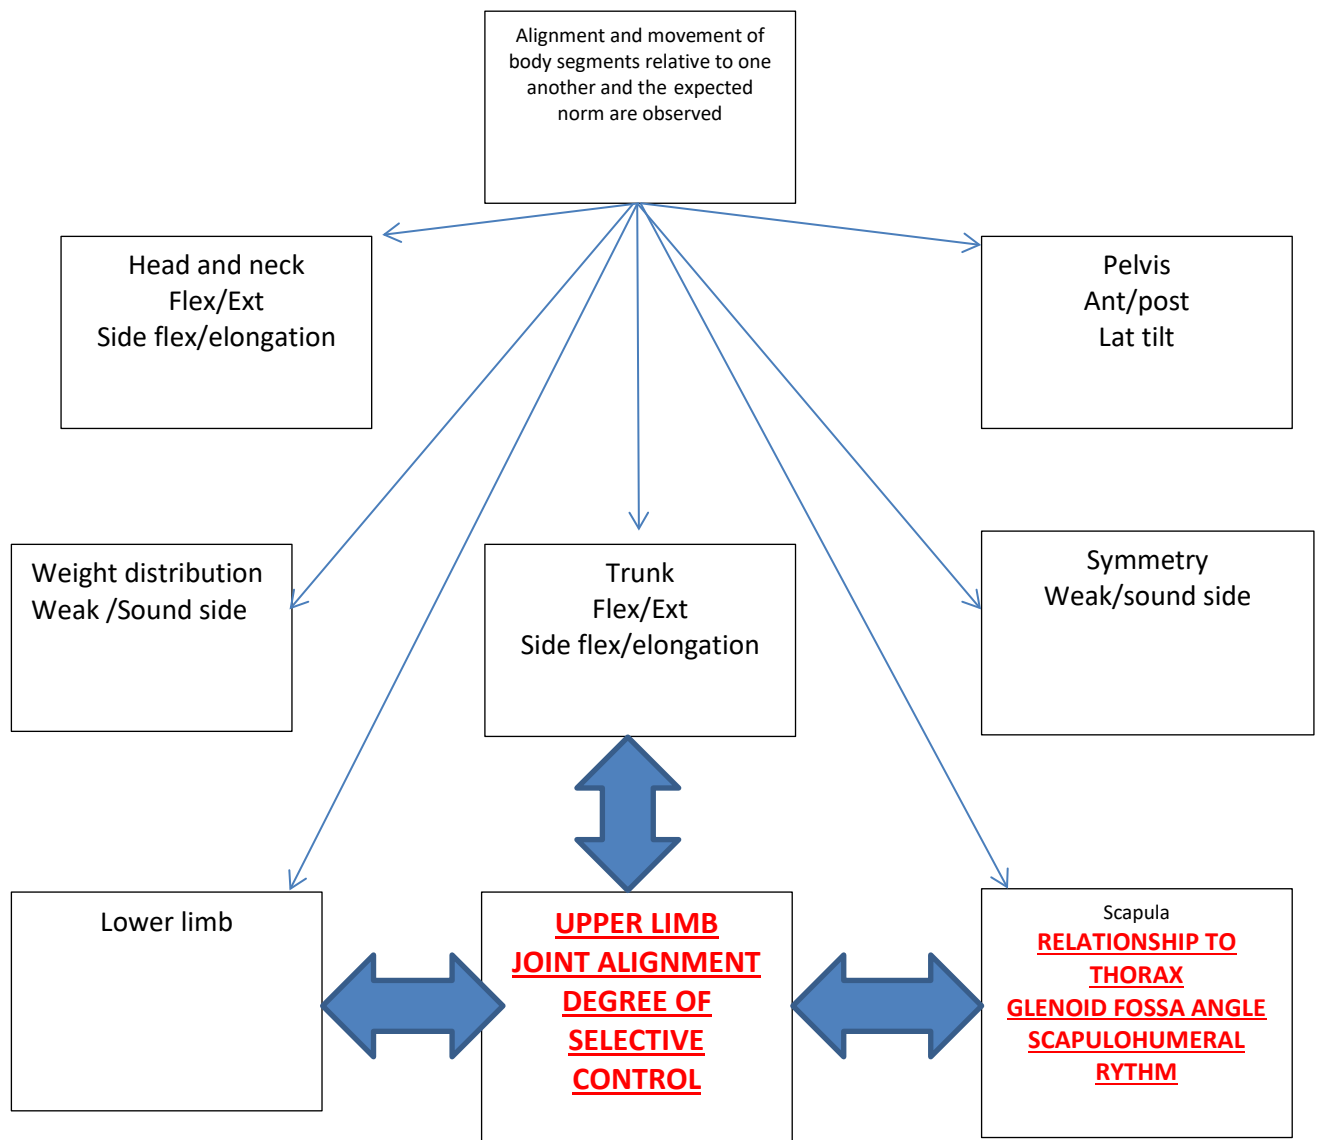 Alignment and movement of
body segments relative to one
another and the expected
norm are observed
Head and neck
Flex/Ext
Side flex/elongation
Pelvis
Ant/post
Lat tilt
Weight distribution
Weak /Sound side
Trunk
Flex/Ext
Side flex/elongation
Symmetry
Weak/sound side
Lower limb
UPPER LIMB
JOINT ALIGNMENT
DEGREE OF
SELECTIVE
CONTROL
Scapula
RELATIONSHIP TO
THORAX
GLENOID FOSSA ANGLE
SCAPULOHUMERAL
RYTHM